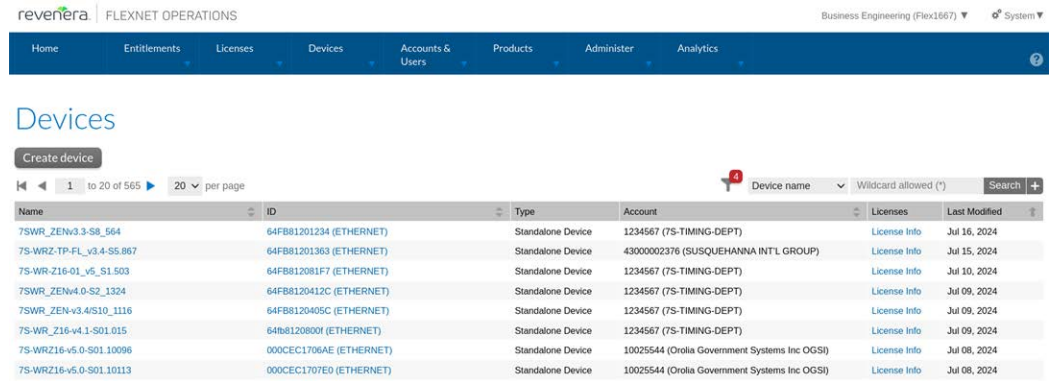 revenera. FLEXNET OPERATIONS Business Engineering (Flex1667) ▼ System ▼
Home Entitlements Licenses Devices Accounts & Users Products Administer Analytics
Devices
Create device
1 to 20 of 565 20 per page 4 Device name Wildcard allowed (*) Search +
Name ID Type Account Licenses Last Modified
7SWR_ZENv3.3-S8_564 64FB81201234 (ETHERNET) Standalone Device 1234567 (7S-TIMING-DEPT) License Info Jul 16, 2024
7S-WRZ-TP-FL_v3.4-S5.867 64FB81201363 (ETHERNET) Standalone Device 43000002376 (SUSQUEHANNA INT'L GROUP) License Info Jul 15, 2024
7S-WR-Z16-01_v5_S1.503 64FB812081F7 (ETHERNET) Standalone Device 1234567 (7S-TIMING-DEPT) License Info Jul 10, 2024
7SWR_ZENv4.0-S2_1324 64FB8120412C (ETHERNET) Standalone Device 1234567 (7S-TIMING-DEPT) License Info Jul 09, 2024
7SWR_ZEN-v3.4/S10_1116 64FB8120405C (ETHERNET) Standalone Device 1234567 (7S-TIMING-DEPT) License Info Jul 09, 2024
7S-WR_Z16-v4.1-S01.015 64fb8120800f (ETHERNET) Standalone Device 1234567 (7S-TIMING-DEPT) License Info Jul 09, 2024
7S-WRZ16-v5.0-S01.10096 000CEC1706AE (ETHERNET) Standalone Device 10025544 (Orolia Government Systems Inc OGSI) License Info Jul 08, 2024
7S-WRZ16-v5.0-S01.10113 000CEC1707E0 (ETHERNET) Standalone Device 10025544 (Orolia Government Systems Inc OGSI) License Info Jul 08, 2024